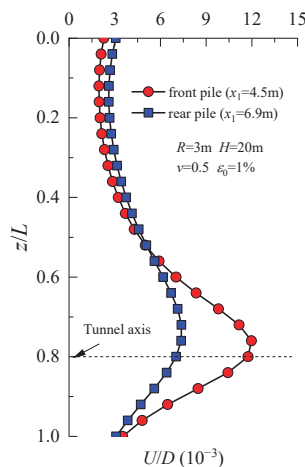 0 3 6 9 12 15
0.0
front pile (x₁=4.5m)
rear pile (x₁=6.9m)
0.2
R=3m H=20m
ν=0.5 ε₀=1%
0.4
z/L
0.6
Tunnel axis
0.8
1.0
U/D (10⁻³)